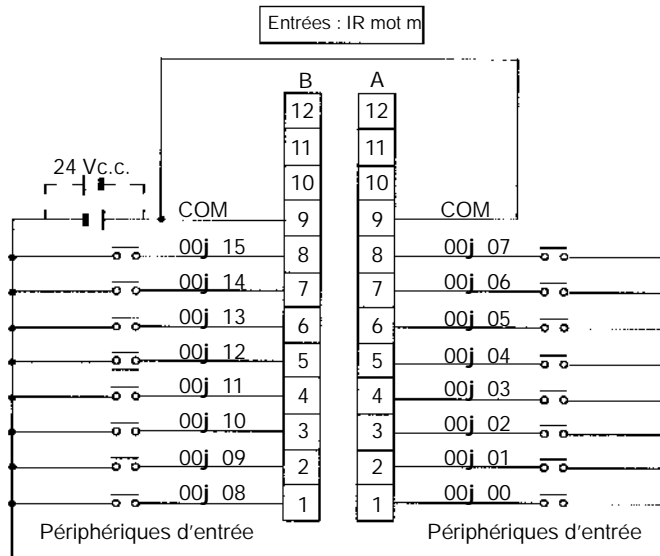 Entrées : IR mot m
B A
12 12
11 11
24 Vc.c. 10 10
COM 9 9 COM
00j 15 8 8 00j 07
00j 14 7 7 00j 06
00j 13 6 6 00j 05
00j 12 5 5 00j 04
00j 11 4 4 00j 03
00j 10 3 3 00j 02
00j 09 2 2 00j 01
00j 08 1 1 00j 00
Périphériques d'entrée Périphériques d'entrée